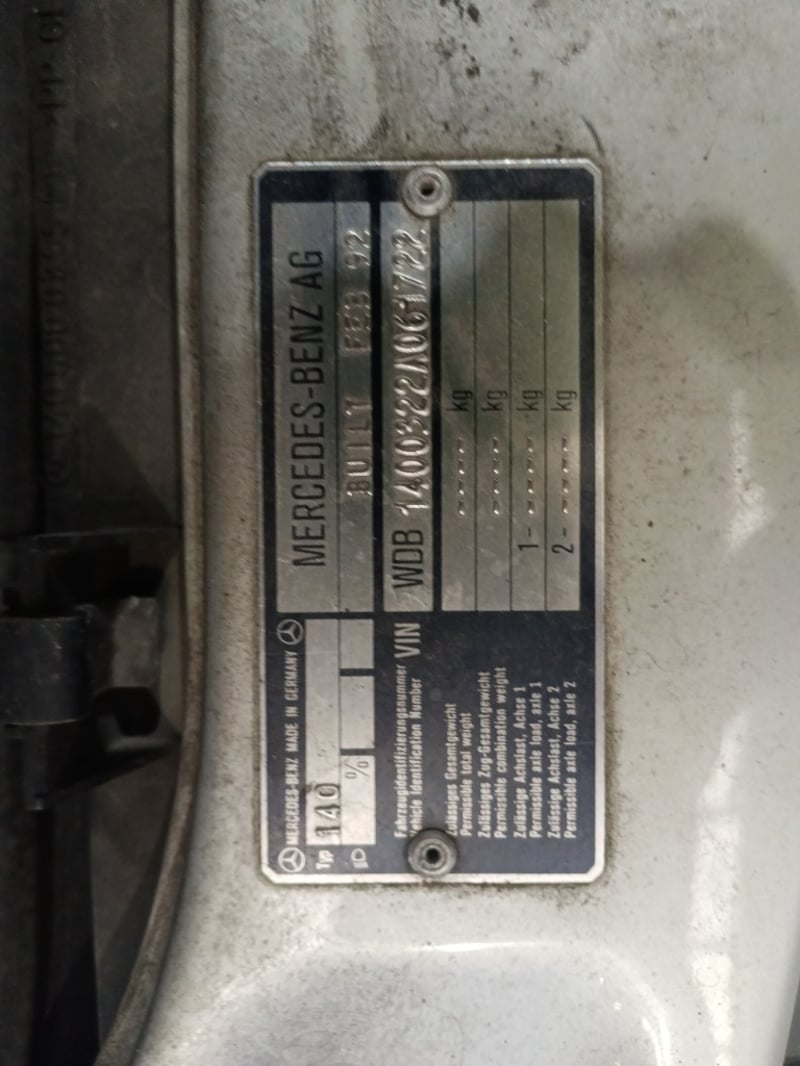 MERCEDES-BENZ MADE IN GERMANY
MERCEDES-BENZ AG
Typ 140
BUILT FEB 92
%
Fahrzeugidentifizierungsnummer
Vehicle Identification Number
VIN
WDB 1400322A061722
Zulässiges Gesamtgewicht
Permissible total weight
---- kg
Zulässiges Zug-Gesamtgewicht
Permissible combination weight
---- kg
Zulässige Achslast, Achse 1
Permissible axle load, axle 1
1- ---- kg
Zulässige Achslast, Achse 2
Permissible axle load, axle 2
2- ---- kg